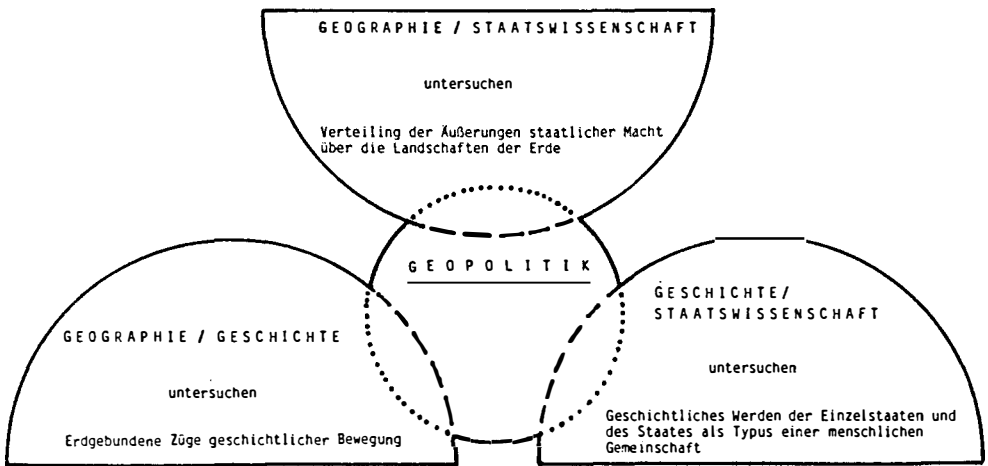 GEOGRAPHIE / STAATSWISSENSCHAFT
untersuchen
Verteiling der Äußerungen staatlicher Macht
über die Landschaften der Erde
GEOPOLITIK
GEOGRAPHIE / GESCHICHTE
untersuchen
Erdgebundene Züge geschichtlicher Bewegung
GESCHICHTE/
STAATSWISSENSCHAFT
untersuchen
Geschichtliches Werden der Einzelstaaten und
des Staates als Typus einer menschlichen
Gemeinschaft